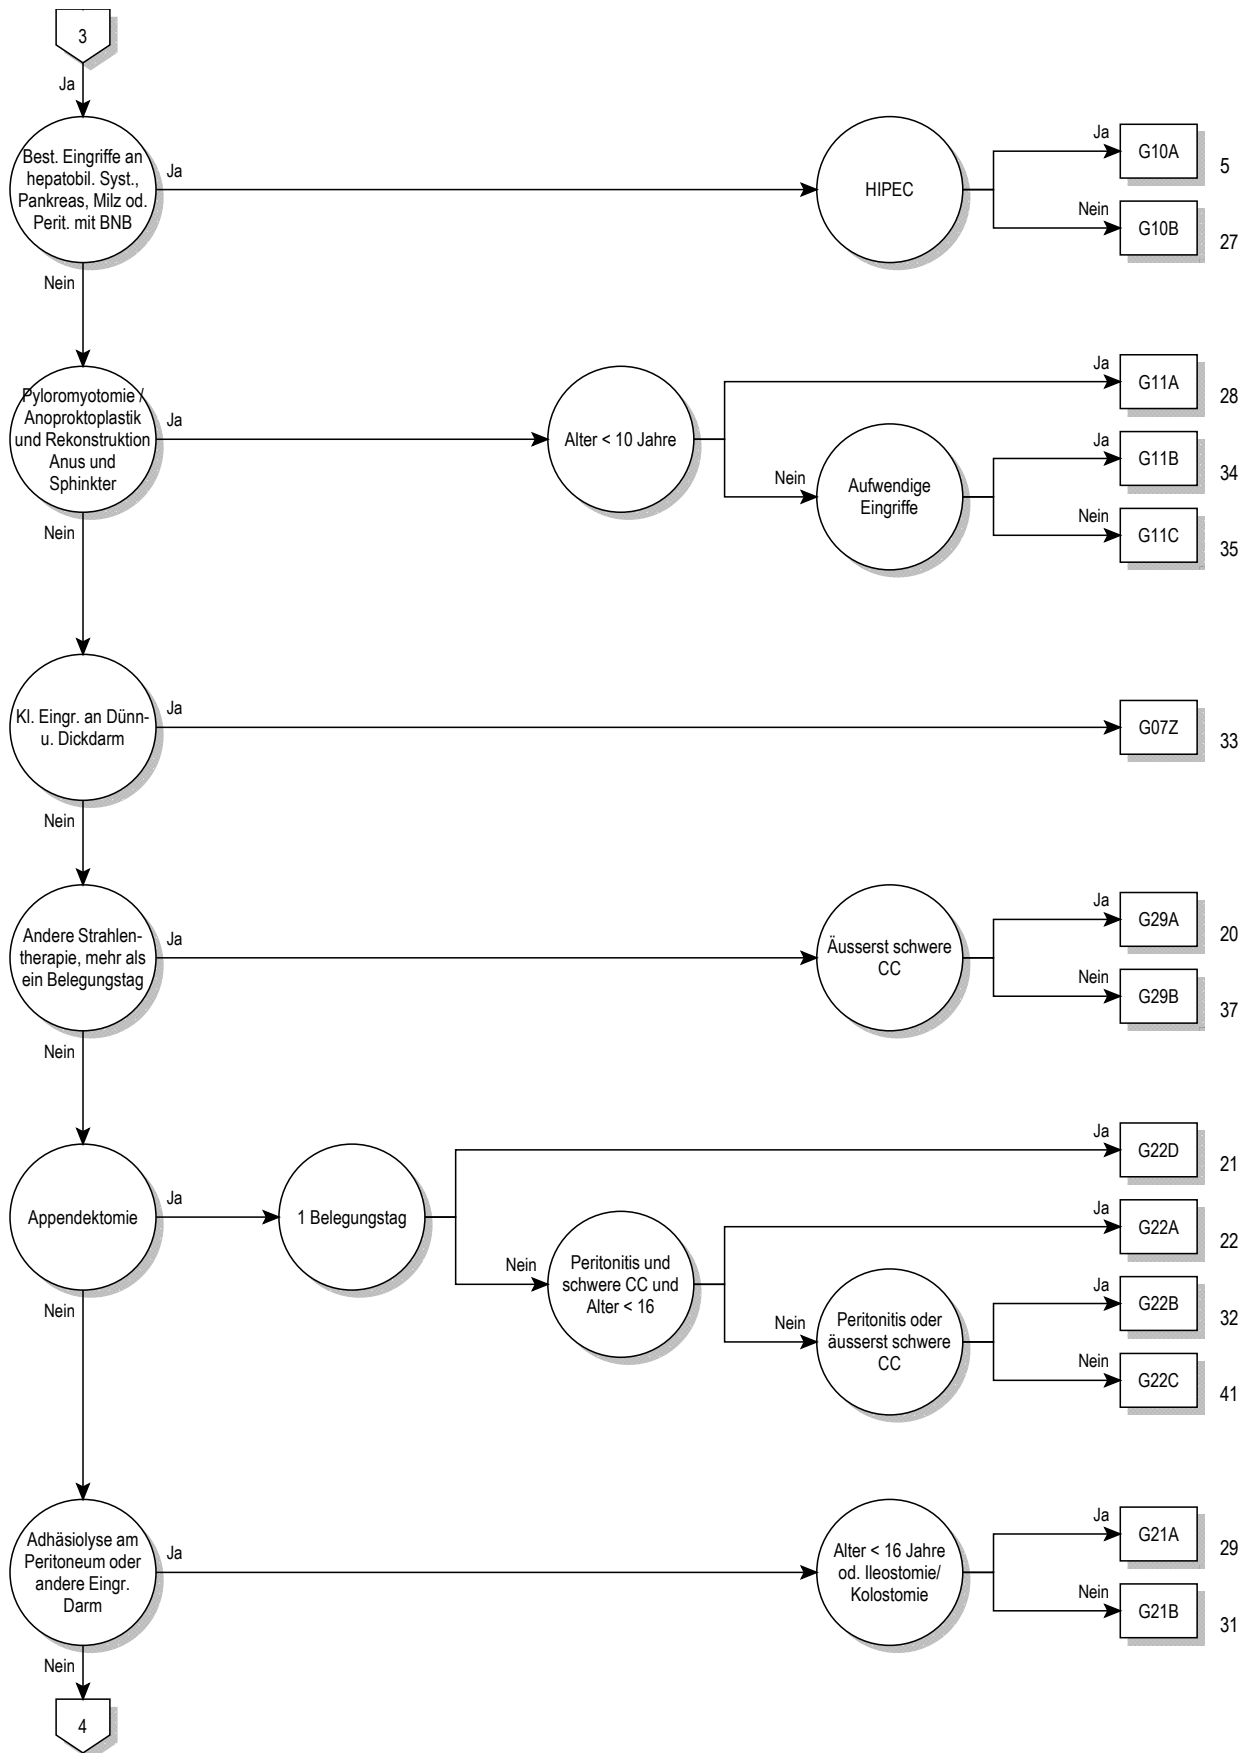 3
Ja
Best. Eingriffe an
hepatobil. Syst.,
Pankreas, Milz od.
Perit. mit BNB
Ja
HIPEC
Ja
G10A
5
Nein
G10B
27
Nein
Pyloromyotomie /
Anoproktoplastik
und Rekonstruktion
Anus und
Sphinkter
Ja
Alter < 10 Jahre
Ja
G11A
28
Nein
Aufwendige
Eingriffe
Ja
G11B
34
Nein
G11C
35
Nein
Kl. Eingr. an Dünn-
u. Dickdarm
Ja
G07Z
33
Nein
Andere Strahlen-
therapie, mehr als
ein Belegungstag
Ja
Äusserst schwere
CC
Ja
G29A
20
Nein
G29B
37
Nein
Appendektomie
Ja
1 Belegungstag
Ja
G22D
21
Nein
Peritonitis und
schwere CC und
Alter < 16
Ja
G22A
22
Nein
Peritonitis oder
äusserst schwere
CC
Ja
G22B
32
Nein
G22C
41
Nein
Adhäsiolyse am
Peritoneum oder
andere Eingr.
Darm
Ja
Alter < 16 Jahre
od. Ileostomie/
Kolostomie
Ja
G21A
29
Nein
G21B
31
Nein
4